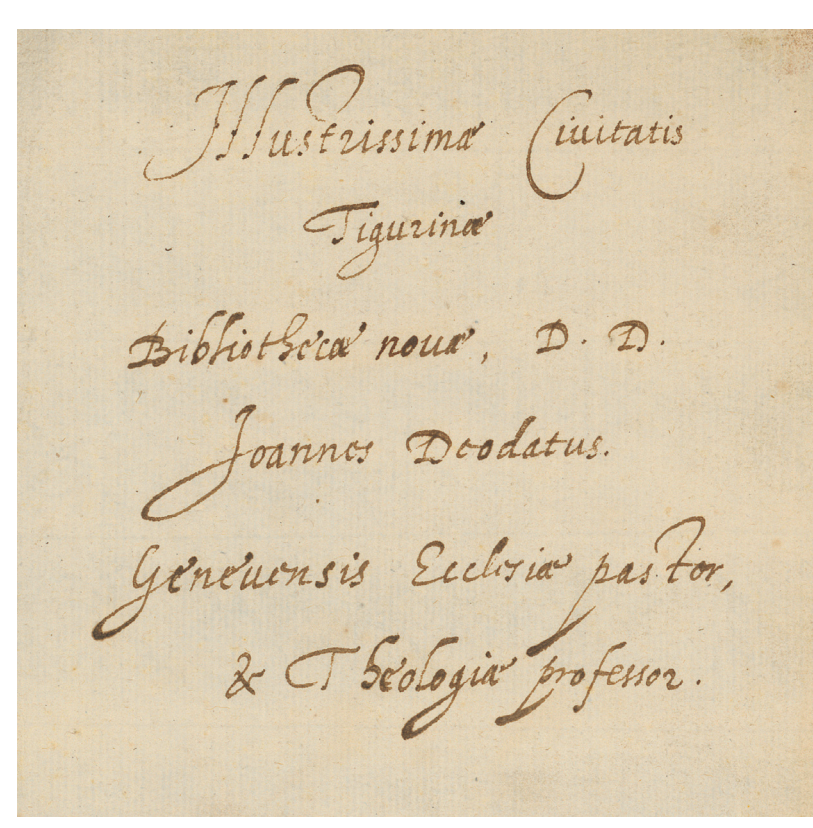 Illustrissimæ Ciuitatis
Tigurinæ
Bibliothecæ nouæ, D. D.
Joannes Deodatus.
Geneuensis Ecclesiæ pastor,
& Theologiæ professor.